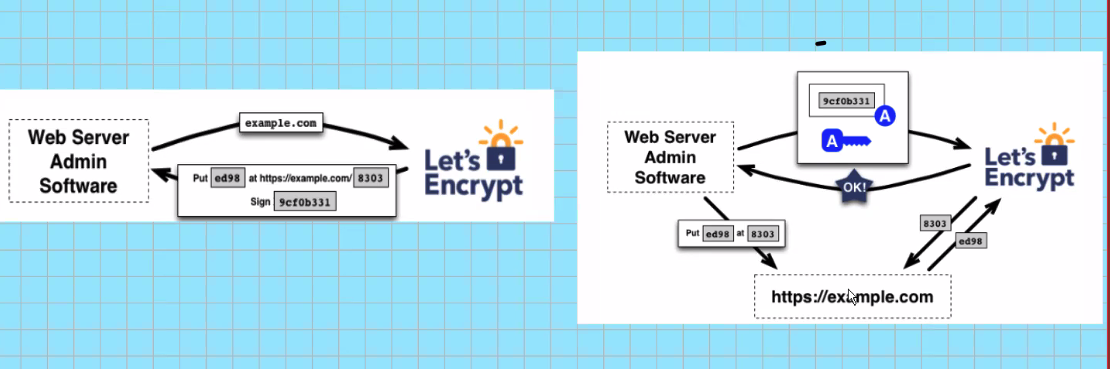 Web Server
Admin
Software
example.com
Put ed98 at https://example.com/ 8303
Sign 9cf0b331
Let's
Encrypt
Web Server
Admin
Software
9cf0b331
A
A
OK!
Let's
Encrypt
Put ed98 at 8303
8303
ed98
https://example.com